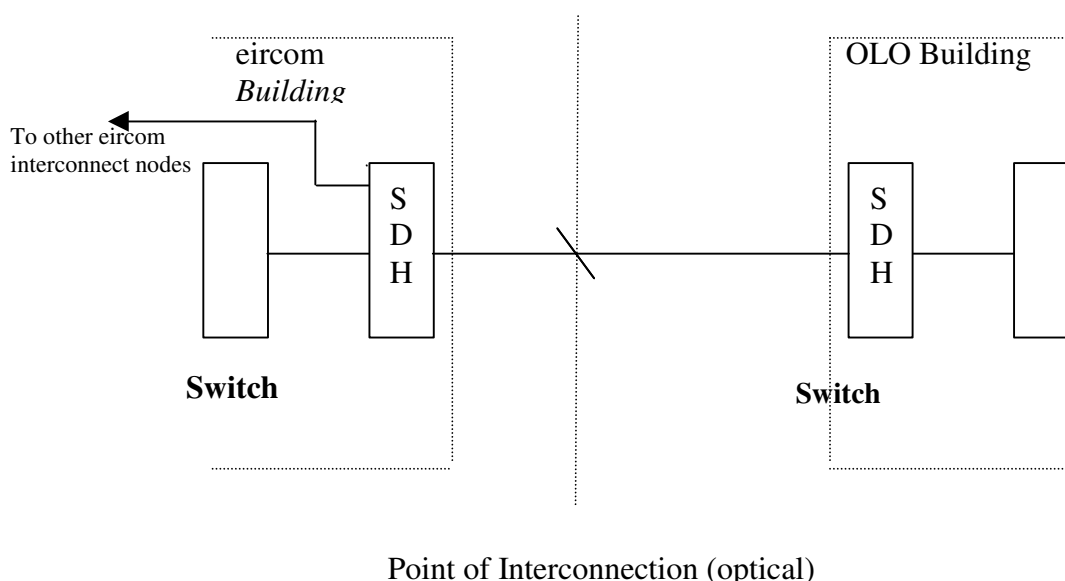 eircom
Building
OLO Building
To other eircom
interconnect nodes
S
D
H
S
D
H
Switch
Switch
Point of Interconnection (optical)